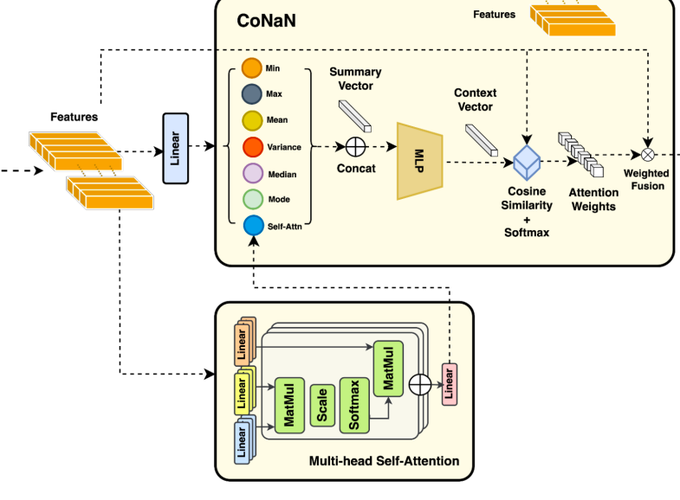 CoNaN
Features
Features
Linear
Min
Max
Mean
Variance
Median
Mode
Self-Attn
Summary
Vector
Concat
MLP
Context
Vector
Cosine
Similarity
+
Softmax
Attention
Weights
Weighted
Fusion
Linear
Linear
Linear
MatMul
Scale
Softmax
MatMul
Linear
Multi-head Self-Attention